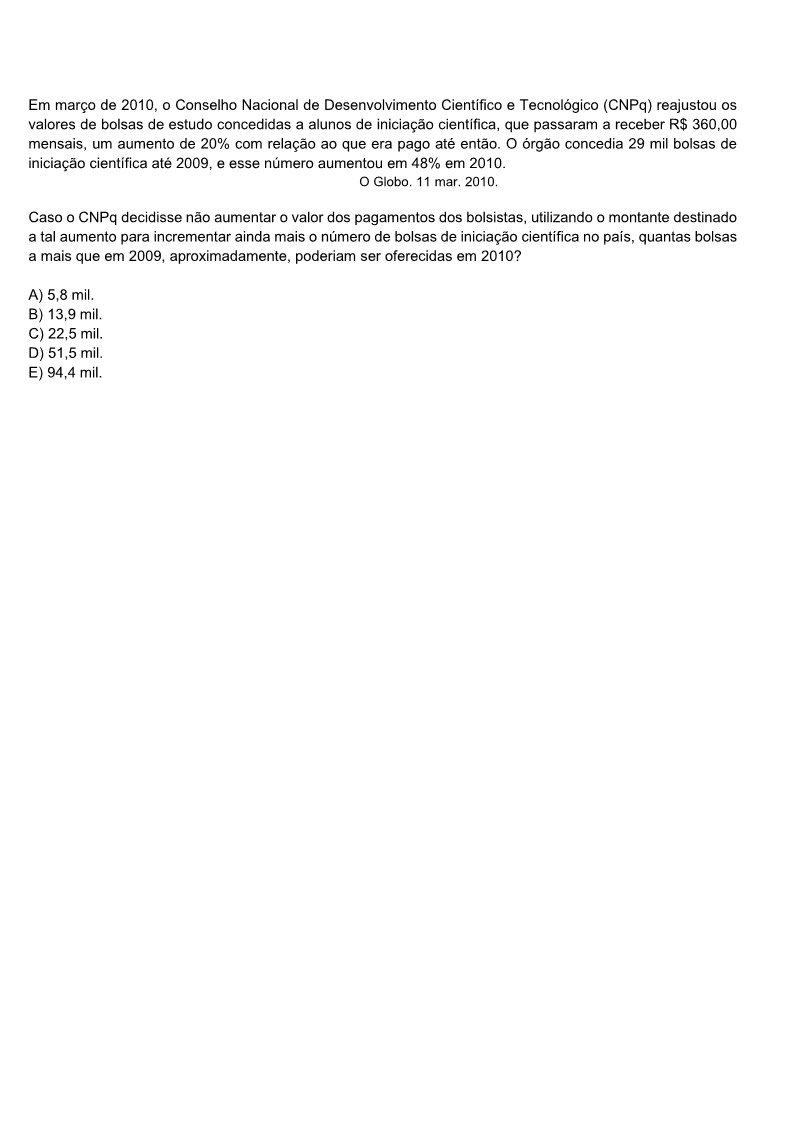 Em março de 2010, o Conselho Nacional de Desenvolvimento Científico e Tecnológico (CNPq) reajustou os
valores de bolsas de estudo concedidas a alunos de iniciação científica, que passaram a receber R$ 360,00
mensais, um aumento de 20% com relação ao que era pago até então. O órgão concedia 29 mil bolsas de
iniciação científica até 2009, e esse número aumentou em 48% em 2010.
O Globo. 11 mar. 2010.
Caso o CNPq decidisse não aumentar o valor dos pagamentos dos bolsistas, utilizando o montante destinado
a tal aumento para incrementar ainda mais o número de bolsas de iniciação científica no país, quantas bolsas
a mais que em 2009, aproximadamente, poderiam ser oferecidas em 2010?
A) 5,8 mil.
B) 13,9 mil.
C) 22,5 mil.
D) 51,5 mil.
E) 94,4 mil.